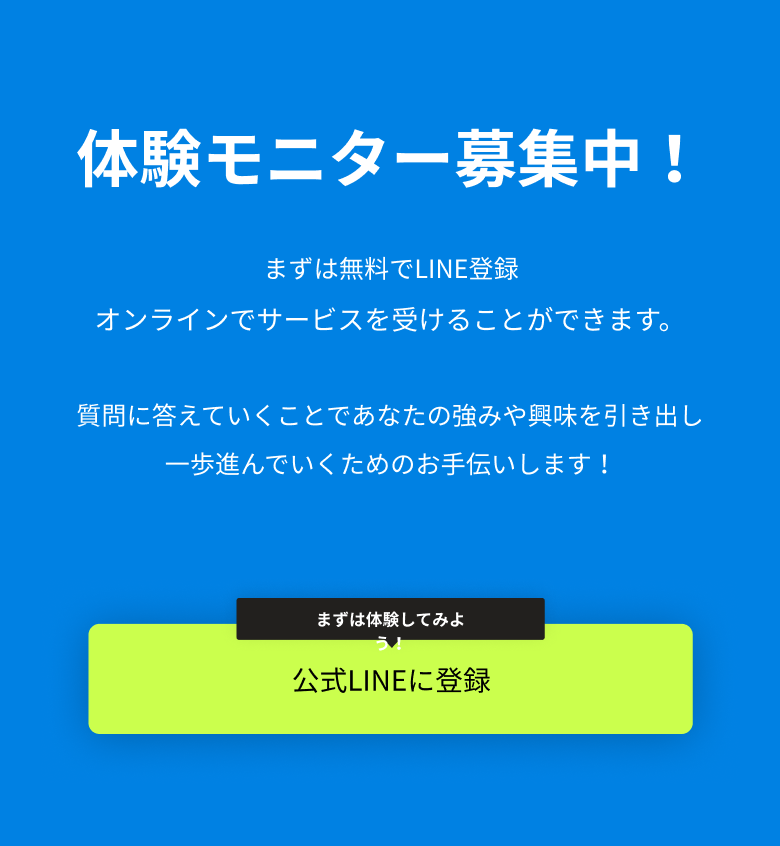 体験モニター募集中！
まずは無料でLINE登録
オンラインでサービスを受けることができます。
質問に答えていくことであなたの強みや興味を引き出し
一歩進んでいくためのお手伝いします！
まずは体験してみよ
う！
公式LINEに登録